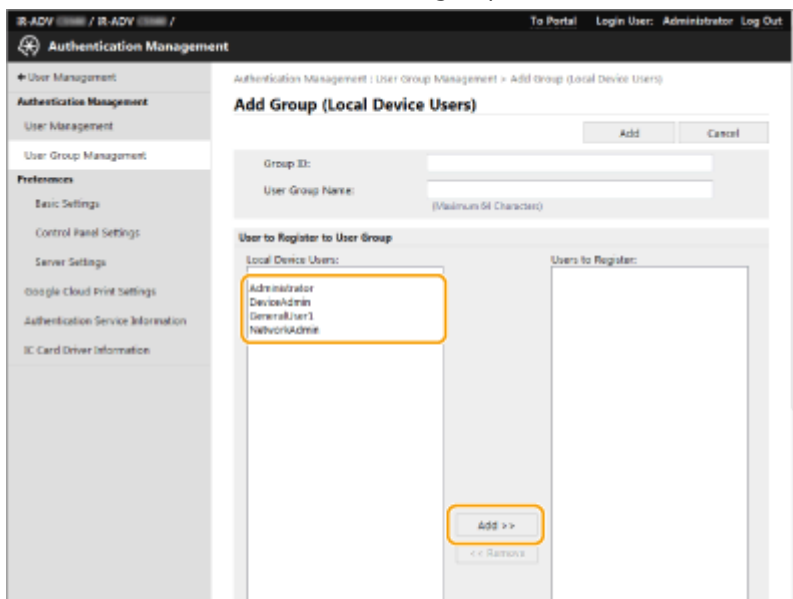 IR-ADV / IR-ADV /
To Portal Login User: Administrator Log Out
Authentication Management
User Management
Authentication Management : User Group Management > Add Group (Local Device Users)
Authentication Management
User Management
User Group Management
Preferences
Basic Settings
Control Panel Settings
Server Settings
Google Cloud Print Settings
Authentication Service Information
IC Card Driver Information
Add Group (Local Device Users)
Add Cancel
Group ID:
User Group Name:
(Maximum 64 Characters)
User to Register to User Group
Local Device Users:
Administrator
DeviceAdmin
GeneralUser1
NetworkAdmin
Add >>
<< Remove
Users to Register: